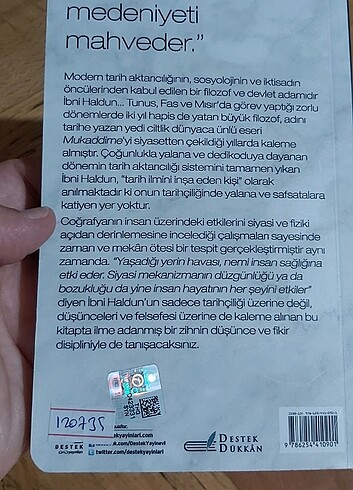 medeniyeti
mahveder.”
Modern tarih aktarıcılığının, sosyolojinin ve iktisadın
öncülerinden kabul edilen bir filozof ve devlet adamıdır
İbni Haldun... Tunus, Fas ve Mısır'da görev yaptığı zorlu
dönemlerde iki yıl hapis de yatan büyük filozof, adını
tarihe yazan yedi ciltlik dünyaca ünlü eseri
Mukaddime'yi siyasetten çekildiği yıllarda kaleme
almıştır. Çoğunlukla yalana ve dedikoduya dayanan
dönemin tarih aktarıcılığı sistemini tamamen yıkan
İbni Haldun, "tarih ilmini inşa eden kişi" olarak
anılmaktadır ki onun tarihçiliğinde yalana ve safsatalara
katiyen yer yoktur.
Coğrafyanın insan üzerindeki etkilerini siyasi ve fiziki
açıdan derinlemesine incelediği çalışmaları sayesinde
zaman ve mekân ötesi bir tespit gerçekleştirmiştir aynı
zamanda. "Yaşadığı yerin havası, nemi insan sağlığına
etki eder. Siyasi mekanizmanın düzgünlüğü ya da
bozukluğu da yine insan hayatının her şeyini etkiler"
diyen İbni Haldun'un sadece tarihçiliği üzerine değil,
düşünceleri ve felsefesi üzerine de kaleme alınan bu
kitapta ilme adanmış bir zihnin düşünce ve fikir
disipliniyle de tanışacaksınız.
120735
DESTEK
twitter.com/destekyayinlari
DESTEK
DÜKKÂN
9 786254 410901